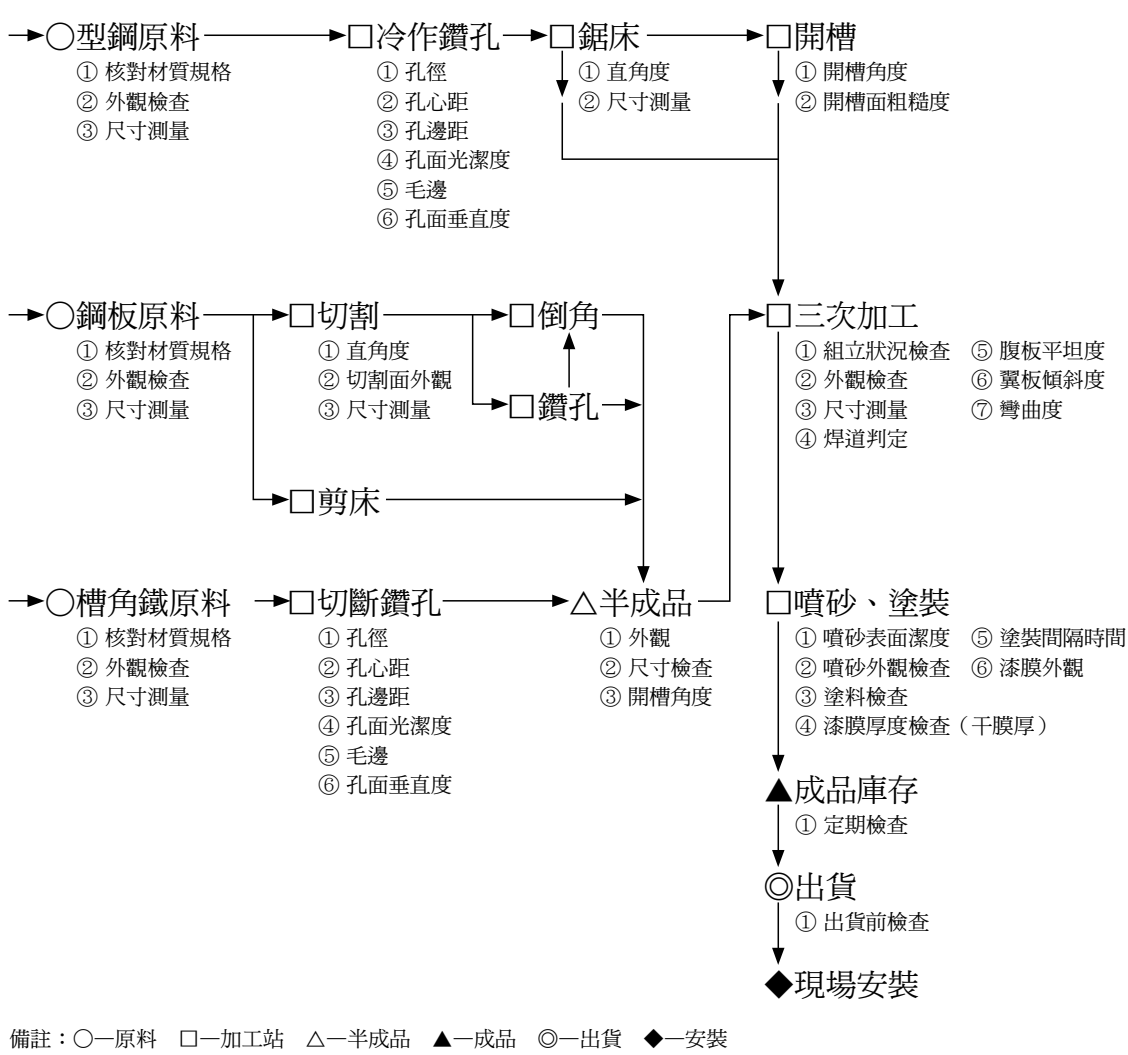 ○型鋼原料
① 核對材質規格
② 外觀檢查
③ 尺寸測量
□冷作鑽孔
① 孔徑
② 孔心距
③ 孔邊距
④ 孔面光潔度
⑤ 毛邊
⑥ 孔面垂直度
□鋸床
① 直角度
② 尺寸測量
□開槽
① 開槽角度
② 開槽面粗糙度
○鋼板原料
① 核對材質規格
② 外觀檢查
③ 尺寸測量
□切割
① 直角度
② 切割面外觀
③ 尺寸測量
□倒角
□鑽孔
□剪床
□三次加工
① 組立狀況檢查
② 外觀檢查
③ 尺寸測量
④ 焊道判定
⑤ 腹板平坦度
⑥ 翼板傾斜度
⑦ 彎曲度
○槽角鐵原料
① 核對材質規格
② 外觀檢查
③ 尺寸測量
□切斷鑽孔
① 孔徑
② 孔心距
③ 孔邊距
④ 孔面光潔度
⑤ 毛邊
⑥ 孔面垂直度
△半成品
① 外觀
② 尺寸檢查
③ 開槽角度
□噴砂、塗裝
① 噴砂表面潔度
② 噴砂外觀檢查
③ 塗料檢查
④ 漆膜厚度檢查（干膜厚）
⑤ 塗裝間隔時間
⑥ 漆膜外觀
▲成品庫存
① 定期檢查
◎出貨
① 出貨前檢查
◆現場安裝
備註：○—原料 □—加工站 △—半成品 ▲—成品 ◎—出貨 ◆—安裝